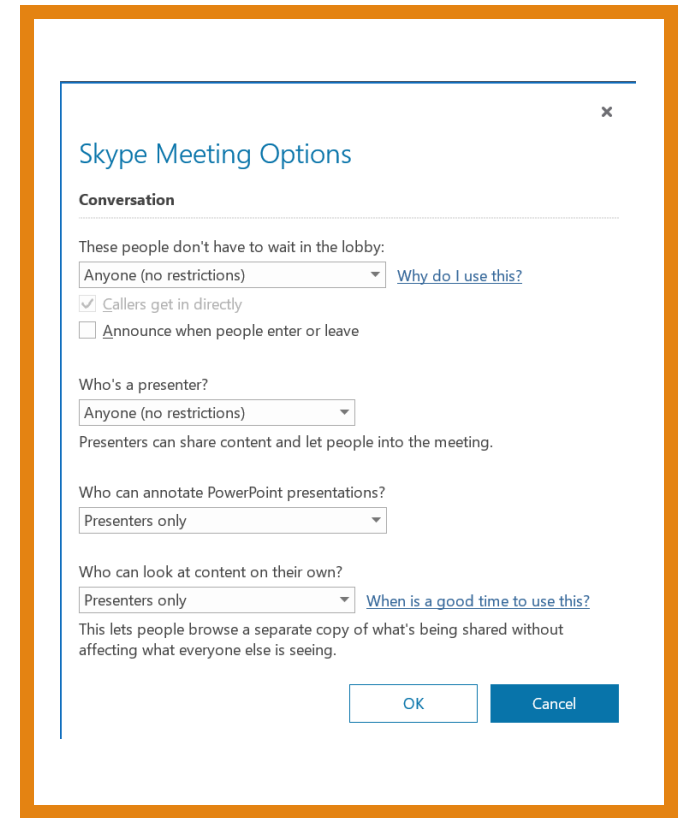 Skype Meeting Options
Conversation
These people don't have to wait in the lobby:
Anyone (no restrictions) Why do I use this?
Callers get in directly
Announce when people enter or leave
Who's a presenter?
Anyone (no restrictions)
Presenters can share content and let people into the meeting.
Who can annotate PowerPoint presentations?
Presenters only
Who can look at content on their own?
Presenters only When is a good time to use this?
This lets people browse a separate copy of what's being shared without
affecting what everyone else is seeing.
OK Cancel